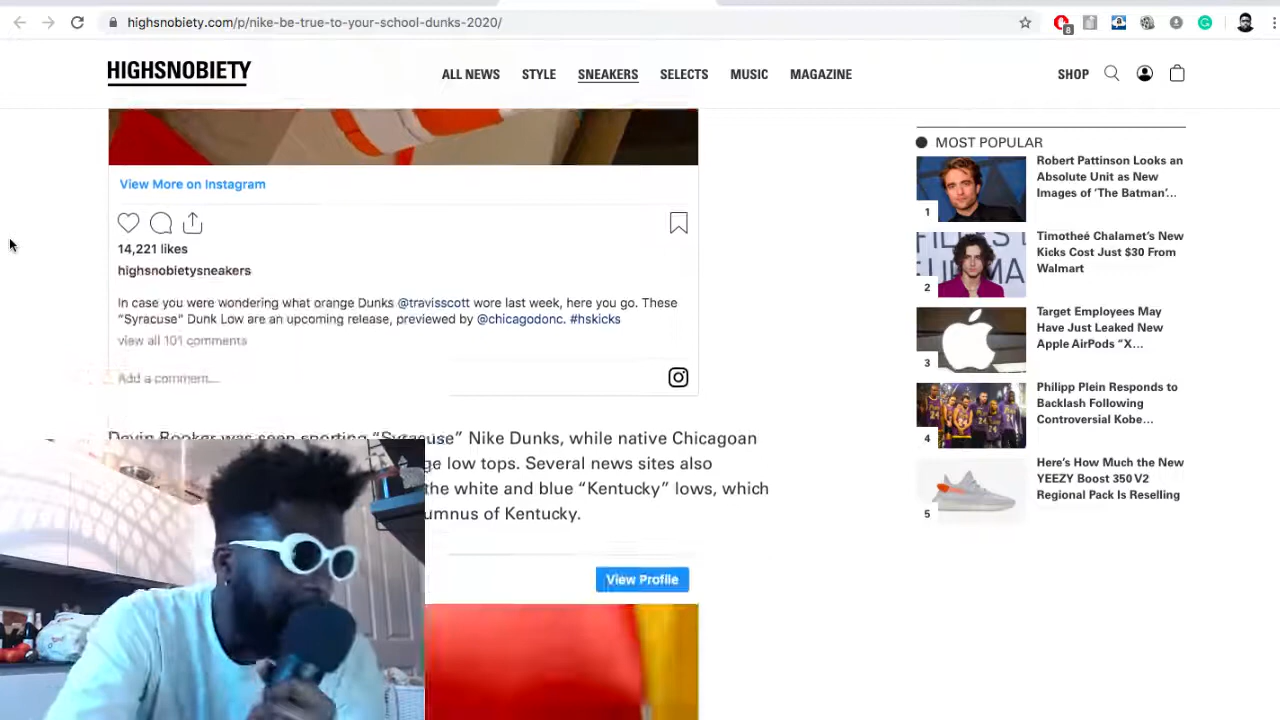 highsnobiety.com/p/nike-be-true-to-your-school-dunks-2020/
8
HIGHSNOBIETY
ALL NEWS STYLE SNEAKERS SELECTS MUSIC MAGAZINE
SHOP
View More on Instagram
14,221 likes
highsnobietysneakers
In case you were wondering what orange Dunks @travisscott wore last week, here you go. These
“Syracuse” Dunk Low are an upcoming release, previewed by @chicagodonc. #hskicks
view all 101 comments
Add a comment...
Devin Booker was seen sporting “Syracuse” Nike Dunks, while native Chicagoan
ge low tops. Several news sites also
the white and blue “Kentucky” lows, which
umnus of Kentucky.
View Profile
MOST POPULAR
1
Robert Pattinson Looks an
Absolute Unit as New
Images of ‘The Batman’...
2
Timotheé Chalamet’s New
Kicks Cost Just $30 From
Walmart
3
Target Employees May
Have Just Leaked New
Apple AirPods “X...
4
Philipp Plein Responds to
Backlash Following
Controversial Kobe...
5
Here’s How Much the New
YEEZY Boost 350 V2
Regional Pack Is Reselling